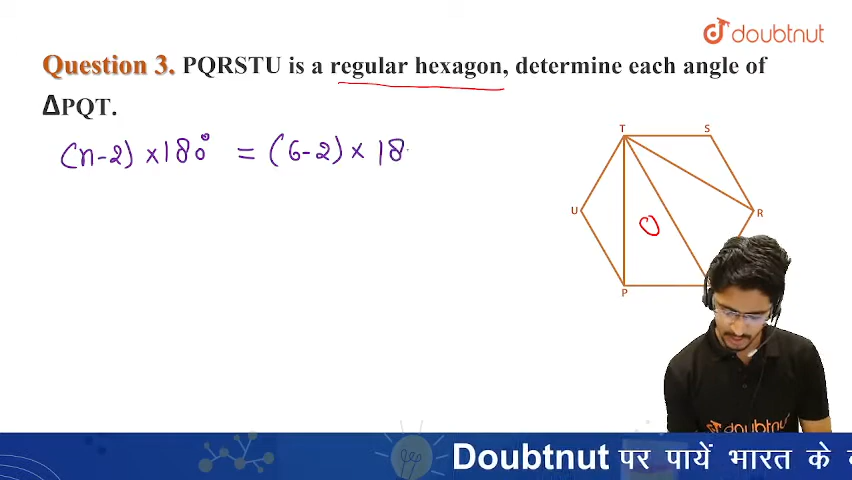 doubtnut
Question 3. PQRSTU is a regular hexagon, determine each angle of
ΔPQT.
(n-2) ×180° = (6-2) × 18
T S
U R
P
doubtnut
Doubtnut पर पायें भारत के